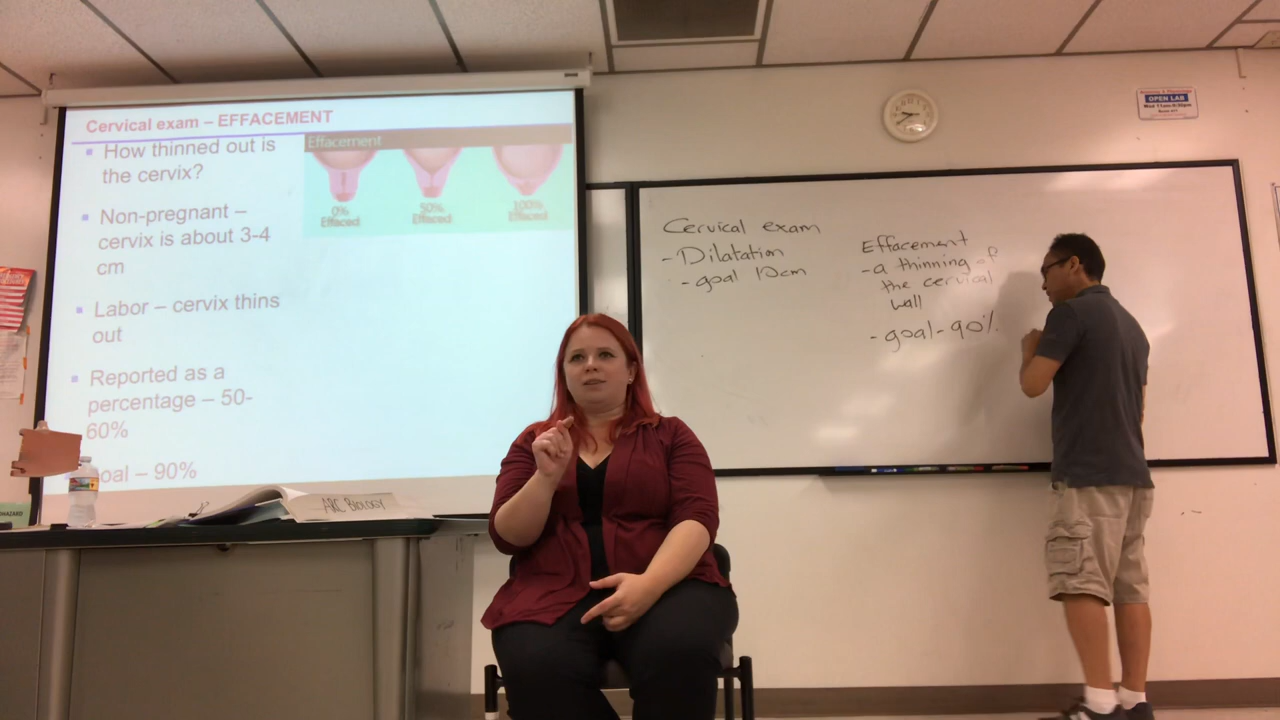 Cervical exam – EFFACEMENT
How thinned out is
the cervix?
Non-pregnant –
cervix is about 3-4
cm
Labor – cervix thins
out
Reported as a
percentage – 50-
60%
oal – 90%
Effacement
0%
Effaced
50%
Effaced
100%
Effaced
ARC BIOLOGY
Cervical exam
- Dilatation
- goal 10cm
Effacement
- a thinning of
the cervical
wall
- goal - 90%
OPEN LAB